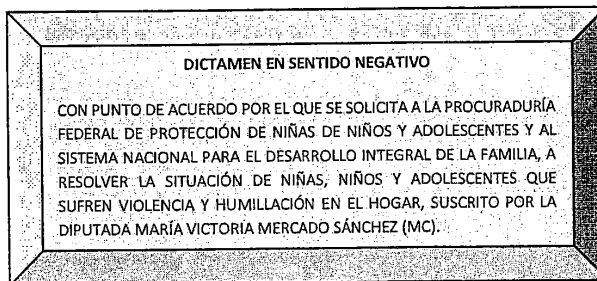 DICTAMEN EN SENTIDO NEGATIVO
CON PUNTO DE ACUERDO POR EL QUE SE SOLICITA A LA PROCURADURÍA
FEDERAL DE PROTECCIÓN DE NIÑAS DE NIÑOS Y ADOLESCENTES Y AL
SISTEMA NACIONAL PARA EL DESARROLLO INTEGRAL DE LA FAMILIA, A
RESOLVER LA SITUACIÓN DE NIÑAS, NIÑOS Y ADOLESCENTES QUE
SUFREN VIOLENCIA Y HUMILLACIÓN EN EL HOGAR, SUSCRITO POR LA
DIPUTADA MARÍA VICTORIA MERCADO SÁNCHEZ (MC).